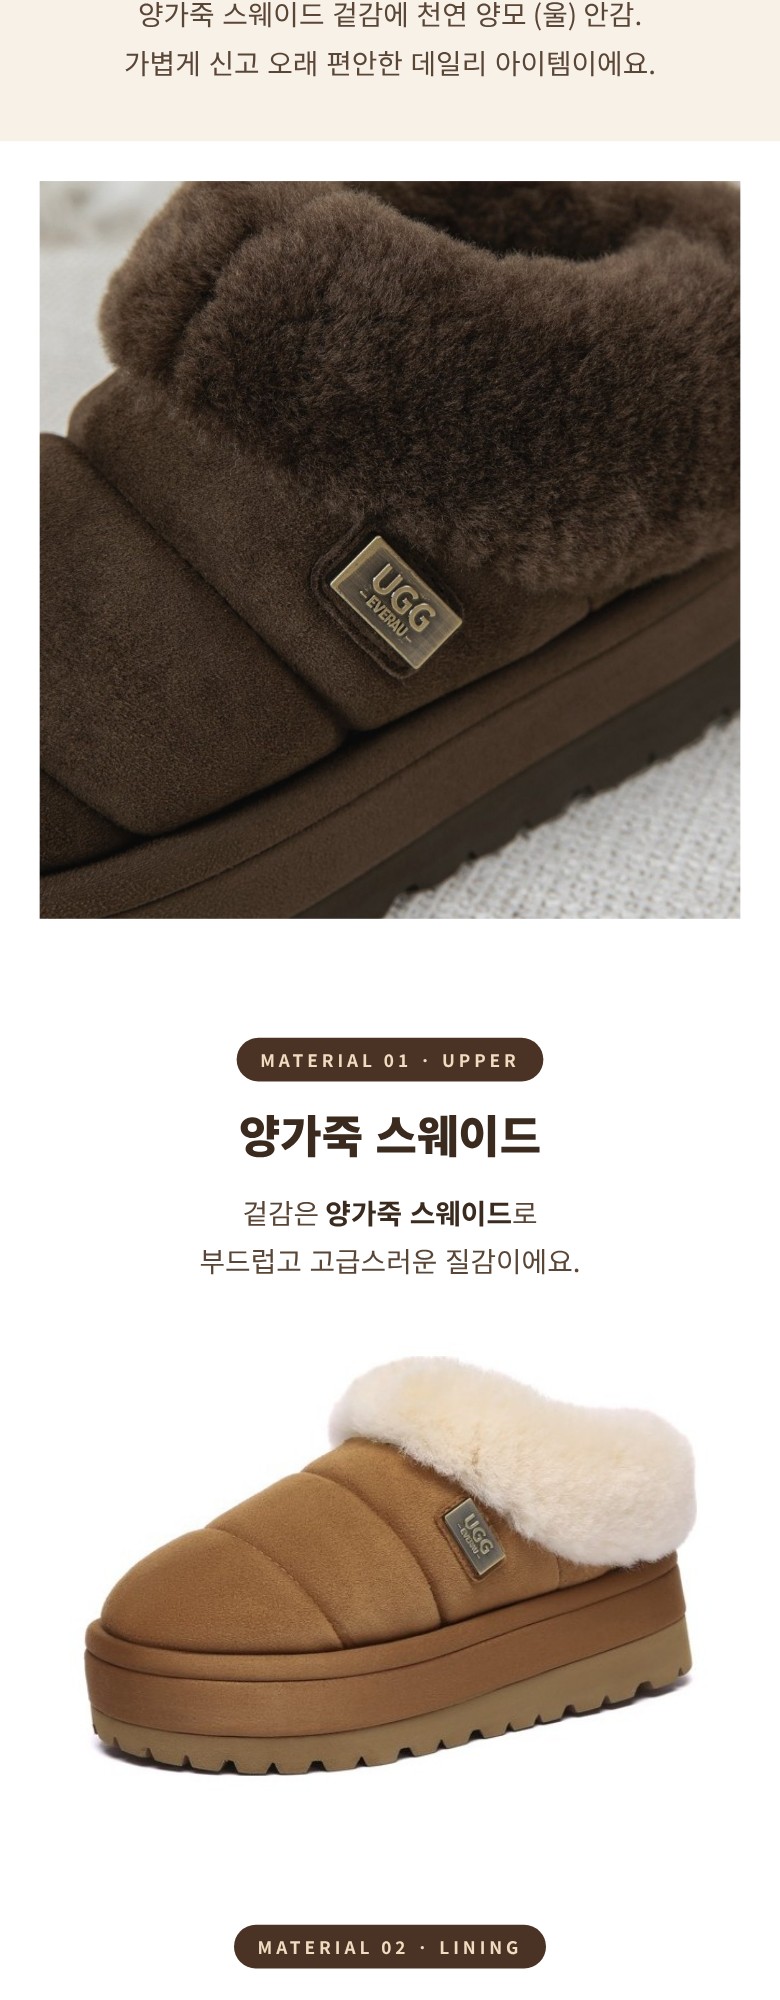 양가죽 스웨이드 겉감에 천연 양모 (울) 안감.
가볍게 신고 오래 편안한 데일리 아이템이에요.
UGG
–EVERAU–
MATERIAL 01 · UPPER
양가죽 스웨이드
겉감은 양가죽 스웨이드로
부드럽고 고급스러운 질감이에요.
UGG
–EVERAU–
MATERIAL 02 · LINING